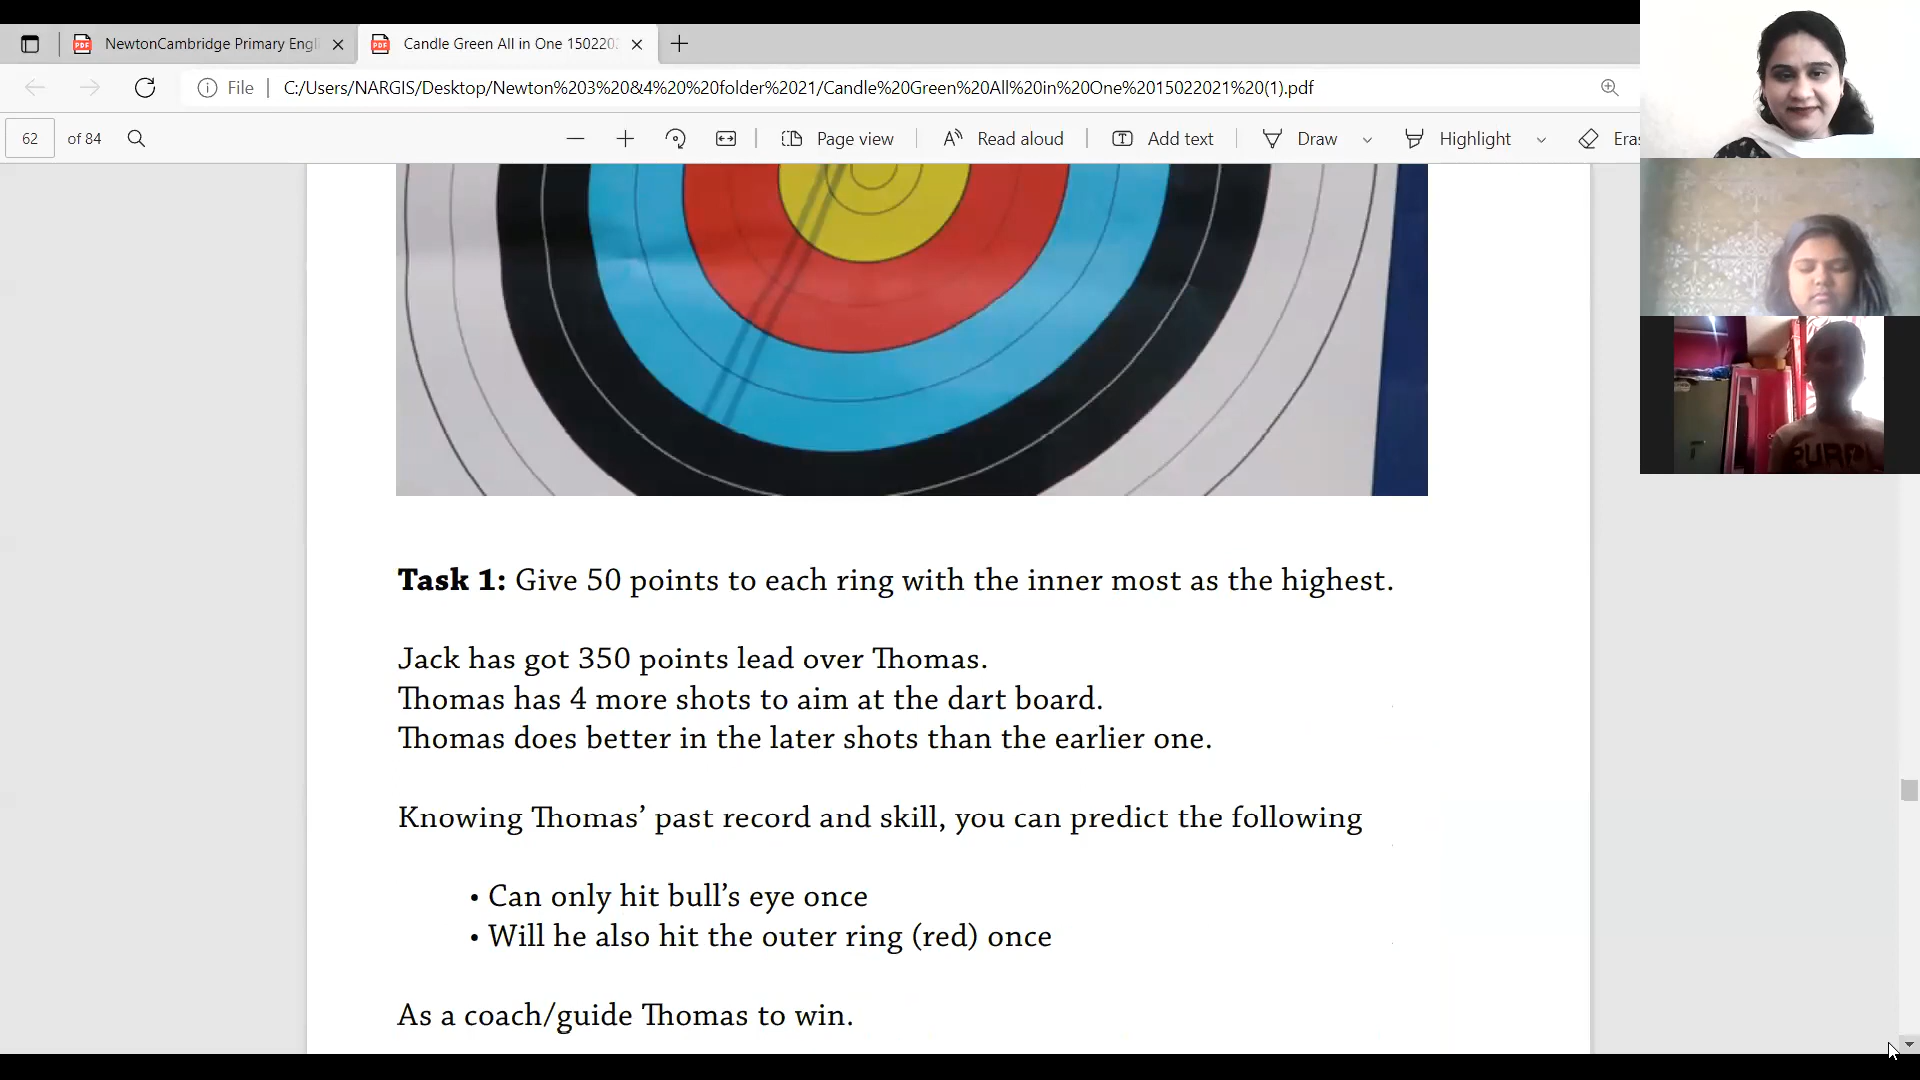 NewtonCambridge Primary Engl
Candle Green All in One 1502202
File
C:/Users/NARGIS/Desktop/Newton%203%20&4%20%20folder%202021/Candle%20Green%20All%20in%20One%2015022021%20(1).pdf
62 of 84
Page view
Read aloud
Add text
Draw
Highlight
Eras
Task 1: Give 50 points to each ring with the inner most as the highest.
Jack has got 350 points lead over Thomas.
Thomas has 4 more shots to aim at the dart board.
Thomas does better in the later shots than the earlier one.
Knowing Thomas’ past record and skill, you can predict the following
• Can only hit bull’s eye once
• Will he also hit the outer ring (red) once
As a coach/guide Thomas to win.